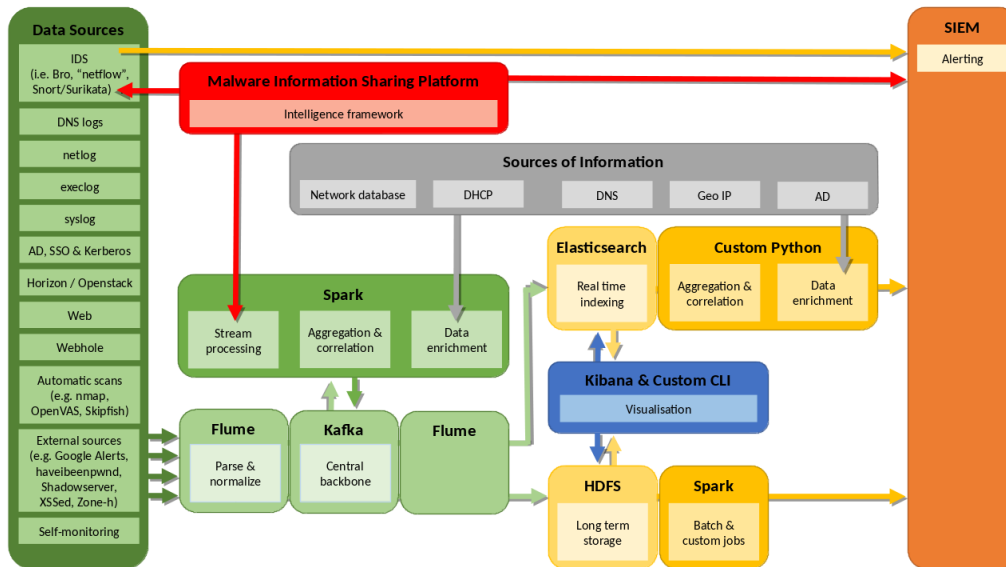 Data Sources
IDS
(i.e. Bro, "netflow",
Snort/Surikata)
DNS logs
netlog
execlog
syslog
AD, SSO & Kerberos
Horizon / Openstack
Web
Webhole
Automatic scans
(e.g. nmap,
OpenVAS, Skipfish)
External sources
(e.g. Google Alerts,
haveibeenpwnd,
Shadowserver,
XSSed, Zone-h)
Self-monitoring
Malware Information Sharing Platform
Intelligence framework
Sources of Information
Network database
DHCP
DNS
Geo IP
AD
Spark
Stream
processing
Aggregation &
correlation
Data
enrichment
Flume
Parse &
normalize
Kafka
Central
backbone
Flume
Elasticsearch
Real time
indexing
Custom Python
Aggregation &
correlation
Data
enrichment
Kibana & Custom CLI
Visualisation
HDFS
Long term
storage
Spark
Batch &
custom jobs
SIEM
Alerting